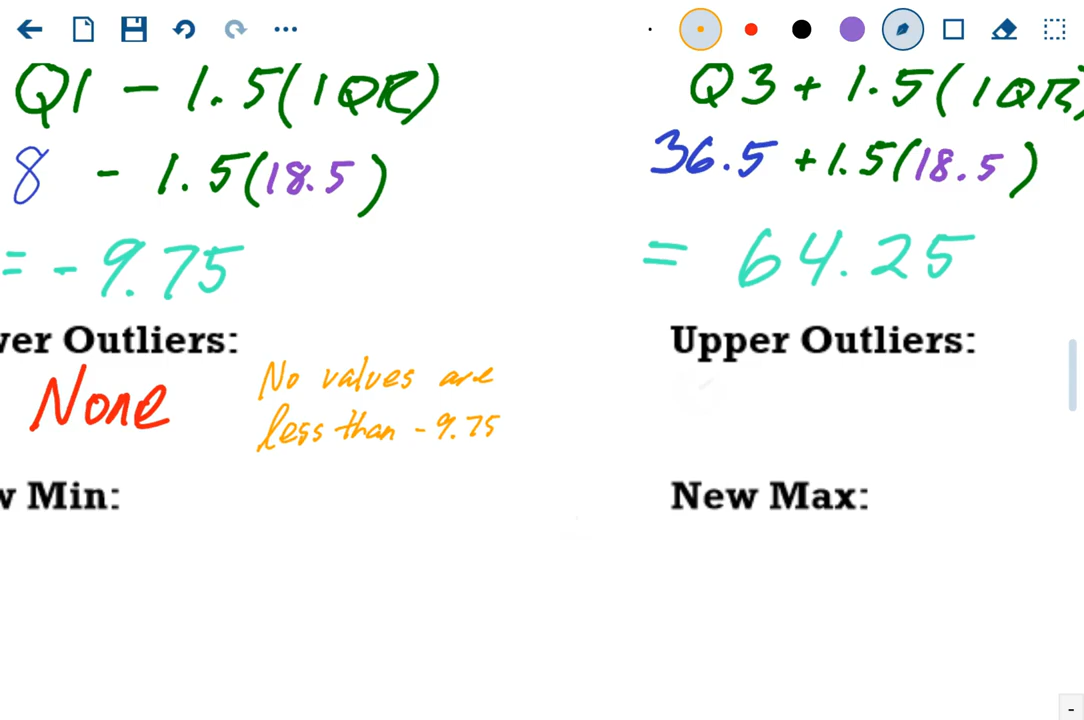 Q1 - 1.5(IQR)
8 - 1.5(18.5)
= -9.75
wer Outliers:
None
No values are
less than -9.75
w Min:
Q3 + 1.5(IQR)
36.5 + 1.5(18.5)
= 64.25
Upper Outliers:
New Max: